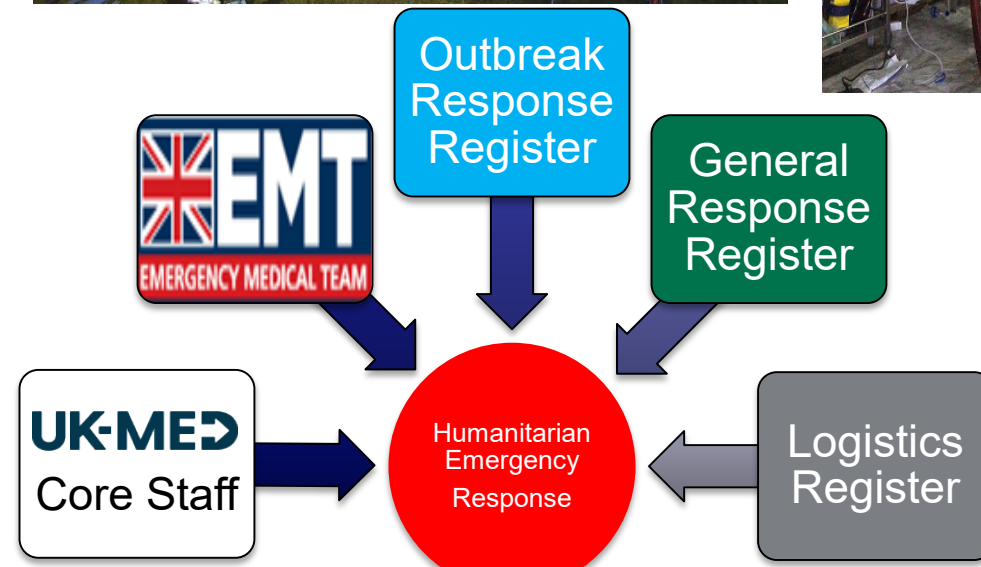 Outbreak
Response
Register
EMT
EMERGENCY MEDICAL TEAM
General
Response
Register
UK-MED
Core Staff
Humanitarian
Emergency
Response
Logistics
Register